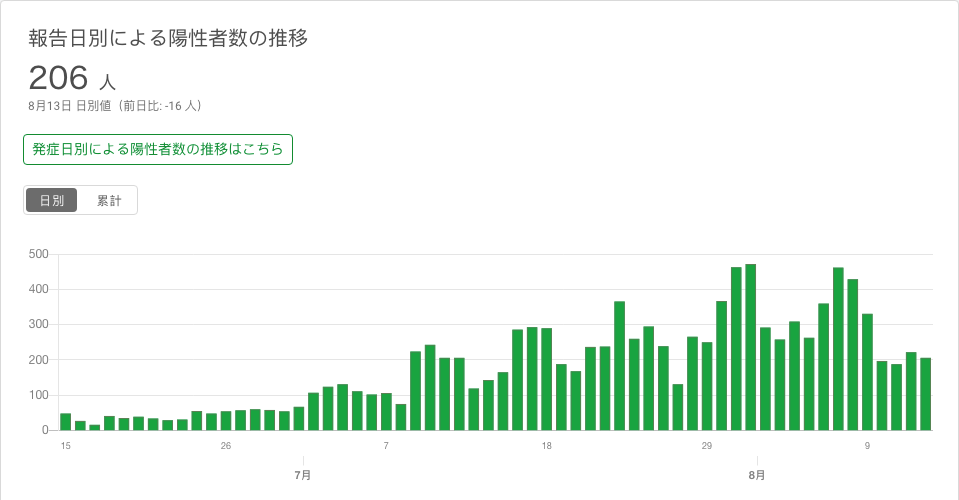 報告日別による陽性者数の推移
206 人
8月13日 日別値（前日比: -16 人）
発症日別による陽性者数の推移はこちら
日別 累計
500
400
300
200
100
0
15 26 7 18 29 9
7月 8月